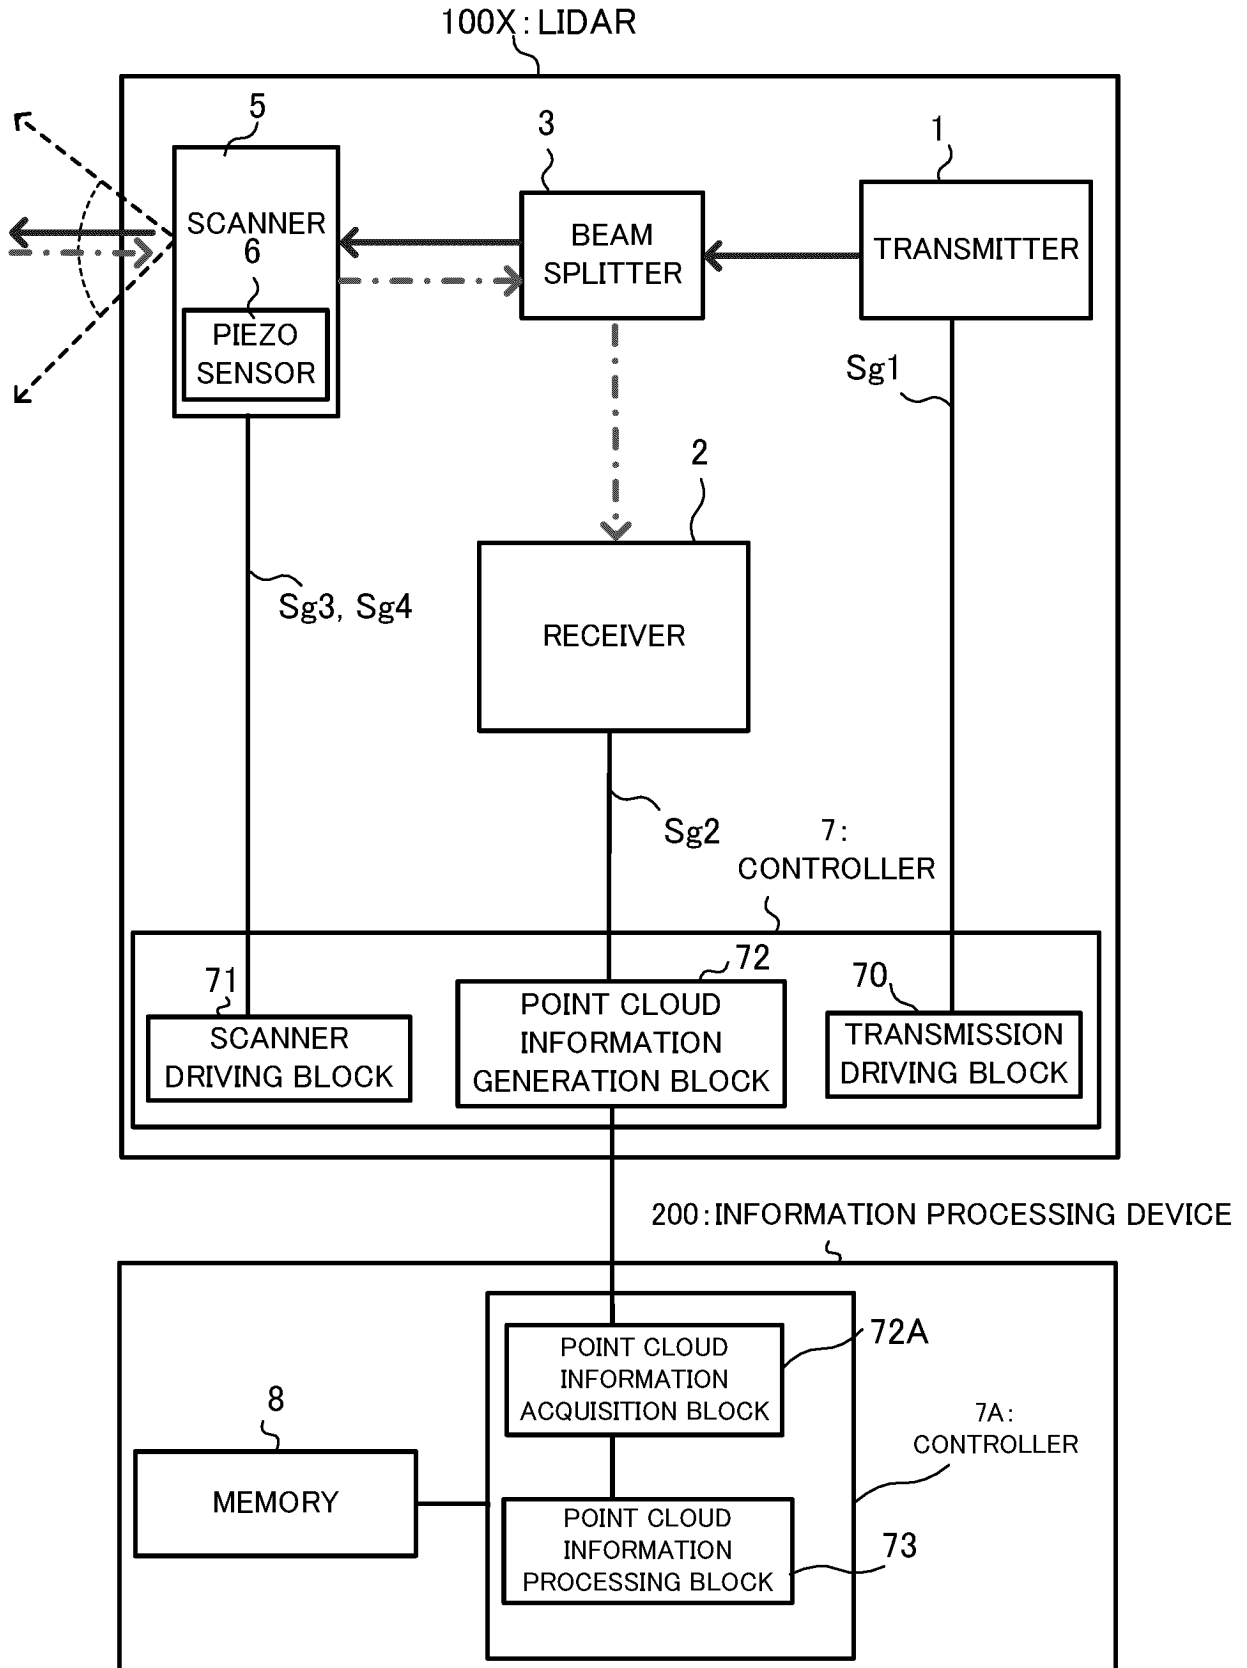 100X: LIDAR
5
3
1
SCANNER
6
BEAM
SPLITTER
TRANSMITTER
PIEZO
SENSOR
Sg1
2
Sg3, Sg4
RECEIVER
Sg2
7:
CONTROLLER
71
72
70
SCANNER
DRIVING BLOCK
POINT CLOUD
INFORMATION
GENERATION BLOCK
TRANSMISSION
DRIVING BLOCK
200: INFORMATION PROCESSING DEVICE
72A
POINT CLOUD
INFORMATION
ACQUISITION BLOCK
8
7A:
CONTROLLER
MEMORY
POINT CLOUD
INFORMATION
PROCESSING BLOCK
73